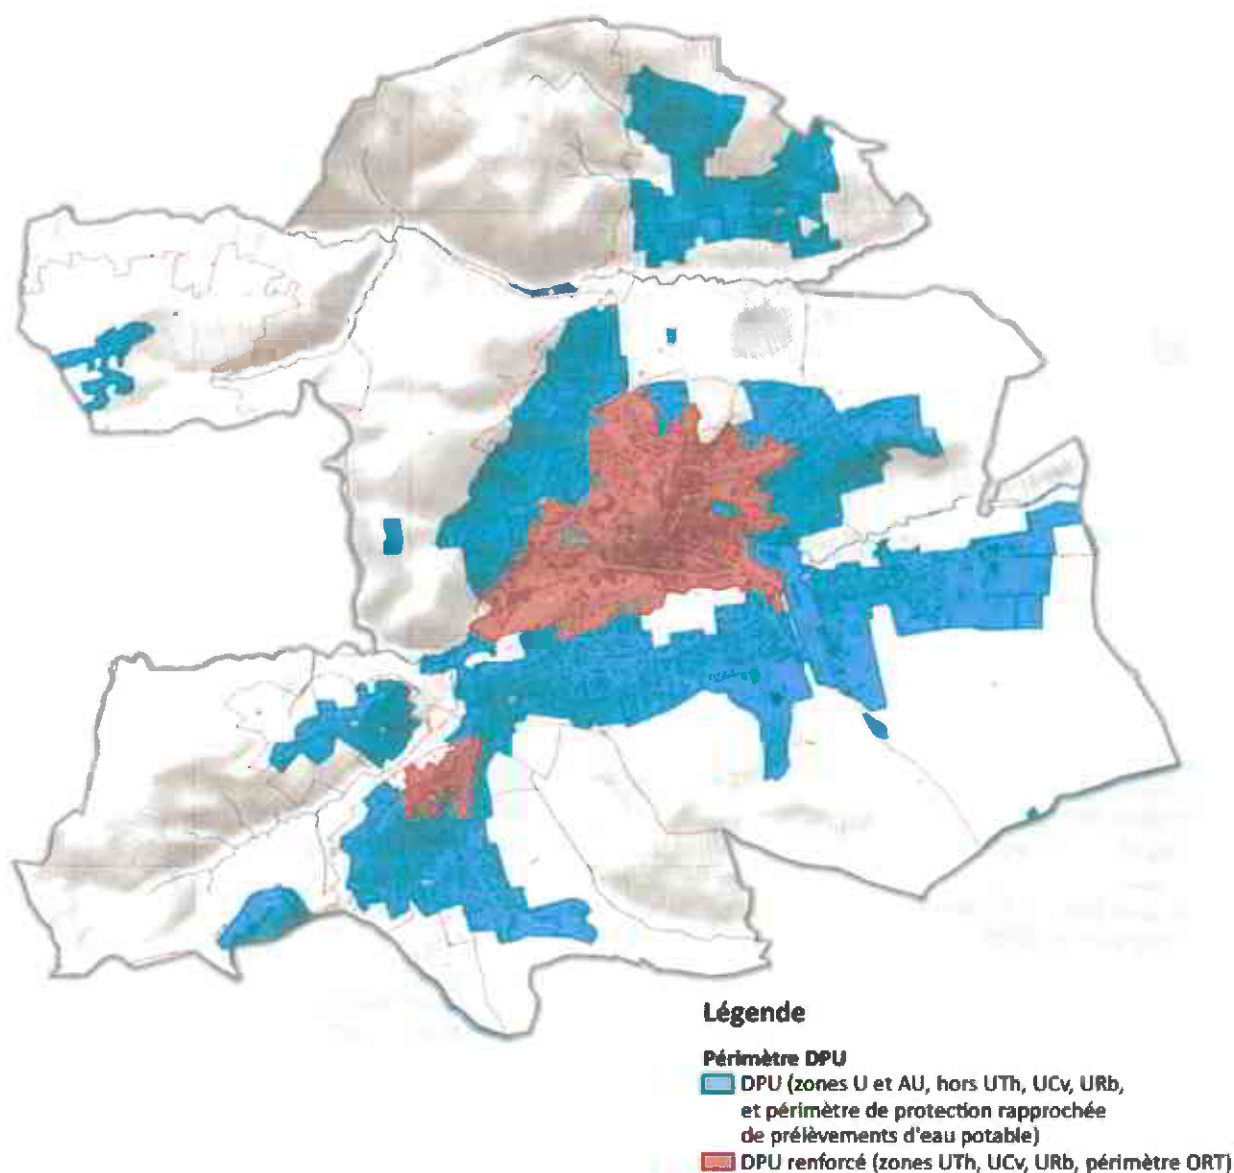 Légende
Périmètre DPU
DPU (zones U et AU, hors UTh, UCv, URb,
et périmètre de protection rapprochée
de prélèvements d'eau potable)
DPU renforcé (zones UTh, UCv, URb, périmètre ORT)